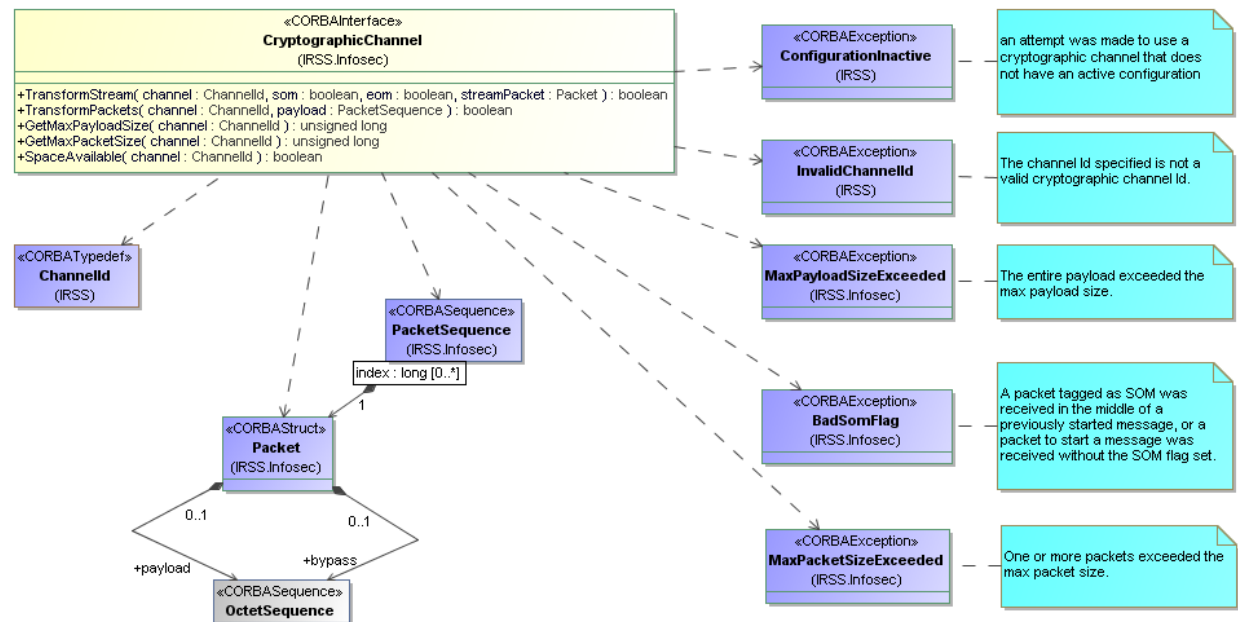 «CORBAInterface»
CryptographicChannel
(IRSS.Infosec)
+TransformStream( channel : ChannelId, som : boolean, eom : boolean, streamPacket : Packet ) : boolean
+TransformPackets( channel : ChannelId, payload : PacketSequence ) : boolean
+GetMaxPayloadSize( channel : ChannelId ) : unsigned long
+GetMaxPacketSize( channel : ChannelId ) : unsigned long
+SpaceAvailable( channel : ChannelId ) : boolean
«CORBAException»
ConfigurationInactive
(IRSS)
an attempt was made to use a
cryptographic channel that does
not have an active configuration
«CORBAException»
InvalidChannelId
(IRSS)
The channel Id specified is not a
valid cryptographic channel Id.
«CORBATypedef»
ChannelId
(IRSS)
«CORBAException»
MaxPayloadSizeExceeded
(IRSS.Infosec)
The entire payload exceeded the
max payload size.
«CORBASequence»
PacketSequence
(IRSS.Infosec)
index : long [0..*]
1
«CORBAException»
BadSomFlag
(IRSS.Infosec)
A packet tagged as SOM was
received in the middle of a
previously started message, or a
packet to start a message was
received without the SOM flag set.
«CORBAStruct»
Packet
(IRSS.Infosec)
0..1
0..1
+payload
+bypass
«CORBASequence»
OctetSequence
«CORBAException»
MaxPacketSizeExceeded
(IRSS.Infosec)
One or more packets exceeded the
max packet size.